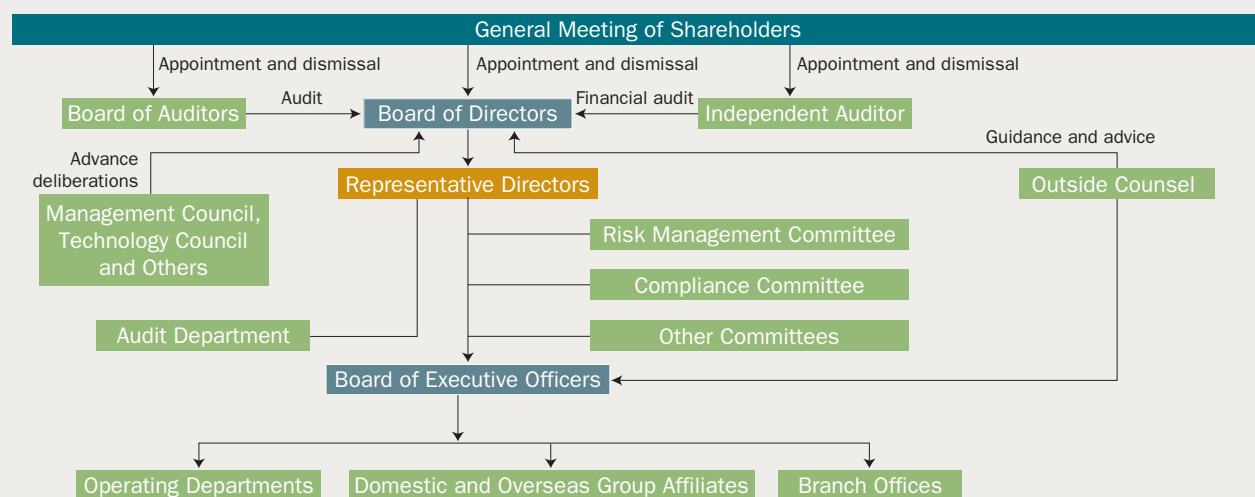 General Meeting of Shareholders
Appointment and dismissal
Appointment and dismissal
Appointment and dismissal
Board of Auditors
Audit
Board of Directors
Financial audit
Independent Auditor
Guidance and advice
Advance
deliberations
Representative Directors
Outside Counsel
Management Council,
Technology Council
and Others
Risk Management Committee
Compliance Committee
Audit Department
Other Committees
Board of Executive Officers
Operating Departments
Domestic and Overseas Group Affiliates
Branch Offices